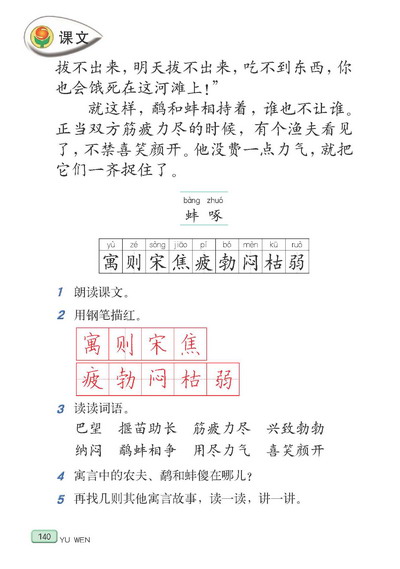 课文
拔不出来，明天拔不出来，吃不到东西，你
也会饿死在这河滩上！”
就这样，鹬和蚌相持着，谁也不让谁。
正当双方筋疲力尽的时候，有个渔夫看见
了，不禁喜笑颜开。他没费一点力气，就把
它们一齐捉住了。
bàng zhuó
蚌 啄
yù zé sòng jiāo pí bó mèn kū ruò
寓 则 宋 焦 疲 勃 闷 枯 弱
1 朗读课文。
2 用钢笔描红。
寓 则 宋 焦
疲 勃 闷 枯 弱
3 读读词语。
巴望 揠苗助长 筋疲力尽 兴致勃勃
纳闷 鹬蚌相争 用尽力气 喜笑颜开
4 寓言中的农夫、鹬和蚌傻在哪儿？
5 再找几则其他寓言故事，读一读，讲一讲。
140 YU WEN